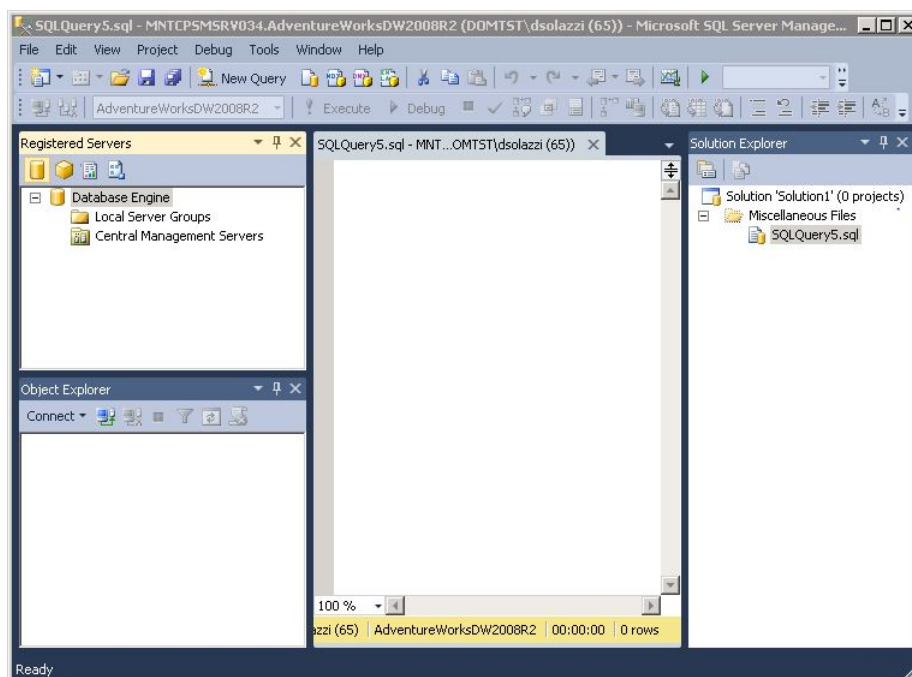 SQLQuery5.sql - MNTCPSMSRV034.AdventureWorksDW2008R2 (DOMTST\dsolazzi (65)) - Microsoft SQL Server Manage...
File Edit View Project Debug Tools Window Help
New Query
AdventureWorksDW2008R2 Execute Debug
Registered Servers
Database Engine
Local Server Groups
Central Management Servers
Object Explorer
Connect
SQLQuery5.sql - MNT...OMTST\dsolazzi (65))
100 %
azzi (65) AdventureWorksDW2008R2 00:00:00 0 rows
Solution Explorer
Solution 'Solution1' (0 projects)
Miscellaneous Files
SQLQuery5.sql
Ready